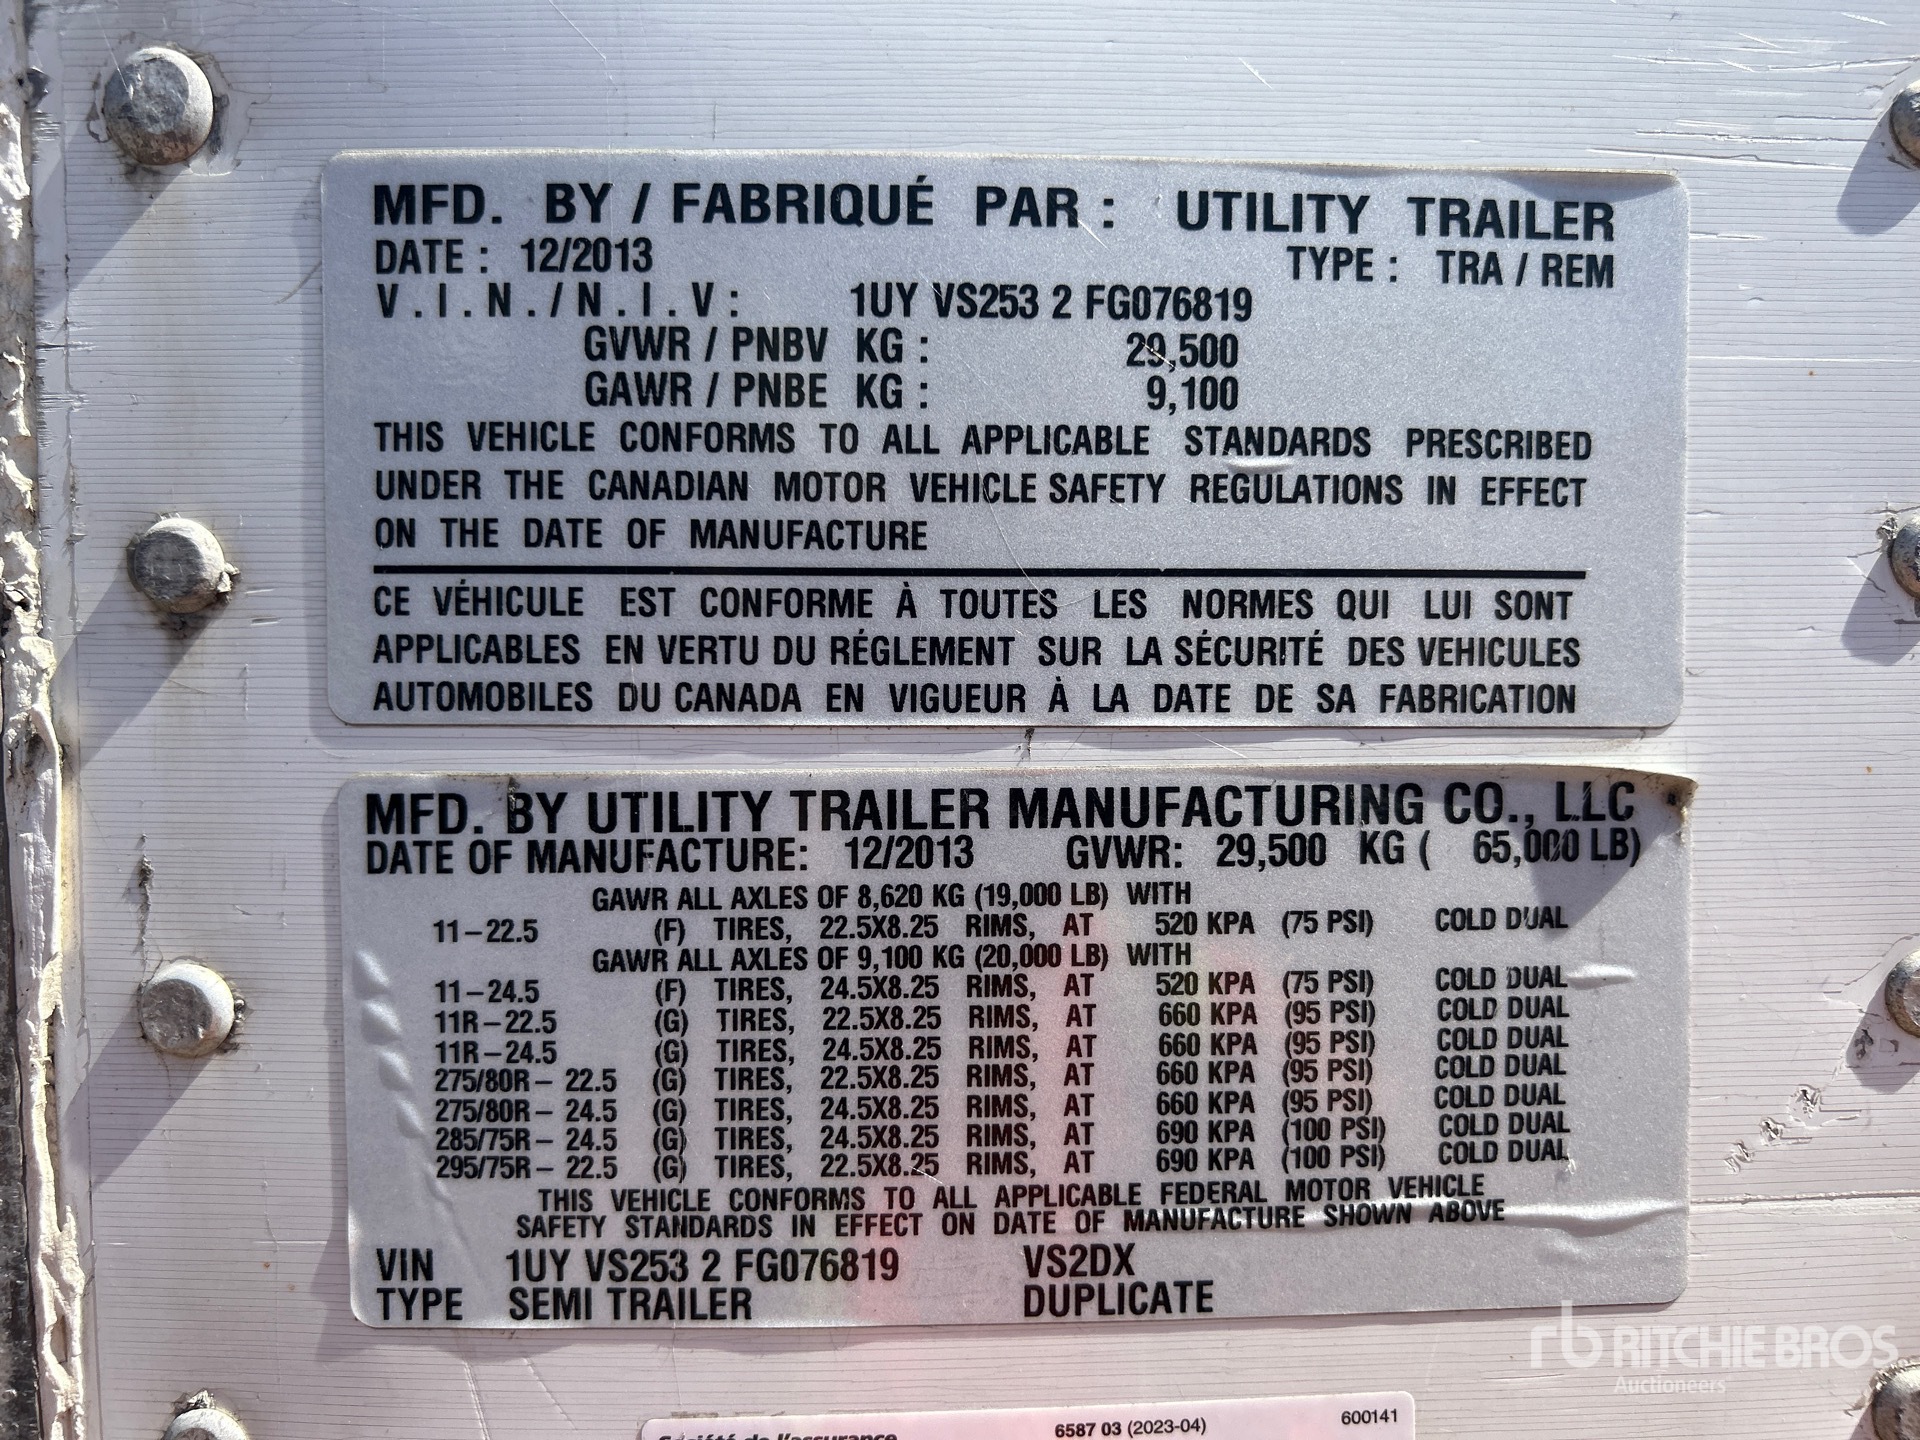 MFD. BY / FABRIQUÉ PAR : UTILITY TRAILER
DATE : 12/2013 TYPE : TRA / REM
V.I.N./N.I.V: 1UY VS253 2 FG076819
GVWR / PNBV KG : 29,500
GAWR / PNBE KG : 9,100
THIS VEHICLE CONFORMS TO ALL APPLICABLE STANDARDS PRESCRIBED
UNDER THE CANADIAN MOTOR VEHICLE SAFETY REGULATIONS IN EFFECT
ON THE DATE OF MANUFACTURE
CE VÉHICULE EST CONFORME À TOUTES LES NORMES QUI LUI SONT
APPLICABLES EN VERTU DU RÉGLEMENT SUR LA SÉCURITÉ DES VEHICULES
AUTOMOBILES DU CANADA EN VIGUEUR À LA DATE DE SA FABRICATION
MFD. BY UTILITY TRAILER MANUFACTURING CO., LLC
DATE OF MANUFACTURE: 12/2013 GVWR: 29,500 KG ( 65,000 LB)
GAWR ALL AXLES OF 8,620 KG (19,000 LB) WITH
11-22.5 (F) TIRES, 22.5X8.25 RIMS, AT 520 KPA (75 PSI) COLD DUAL
GAWR ALL AXLES OF 9,100 KG (20,000 LB) WITH
11-24.5 (F) TIRES, 24.5X8.25 RIMS, AT 520 KPA (75 PSI) COLD DUAL
11R-22.5 (G) TIRES, 22.5X8.25 RIMS, AT 660 KPA (95 PSI) COLD DUAL
11R-24.5 (G) TIRES, 24.5X8.25 RIMS, AT 660 KPA (95 PSI) COLD DUAL
275/80R- 22.5 (G) TIRES, 22.5X8.25 RIMS, AT 660 KPA (95 PSI) COLD DUAL
275/80R- 24.5 (G) TIRES, 24.5X8.25 RIMS, AT 660 KPA (95 PSI) COLD DUAL
285/75R- 24.5 (G) TIRES, 24.5X8.25 RIMS, AT 690 KPA (100 PSI) COLD DUAL
295/75R- 22.5 (G) TIRES, 22.5X8.25 RIMS, AT 690 KPA (100 PSI) COLD DUAL
THIS VEHICLE CONFORMS TO ALL APPLICABLE FEDERAL MOTOR VEHICLE
SAFETY STANDARDS IN EFFECT ON DATE OF MANUFACTURE SHOWN ABOVE
VIN 1UY VS253 2 FG076819 VS2DX
TYPE SEMI TRAILER DUPLICATE
rb RITCHIE BROS
Auctioneers
6587 03 (2023-04) 600141
Société de l'assurance